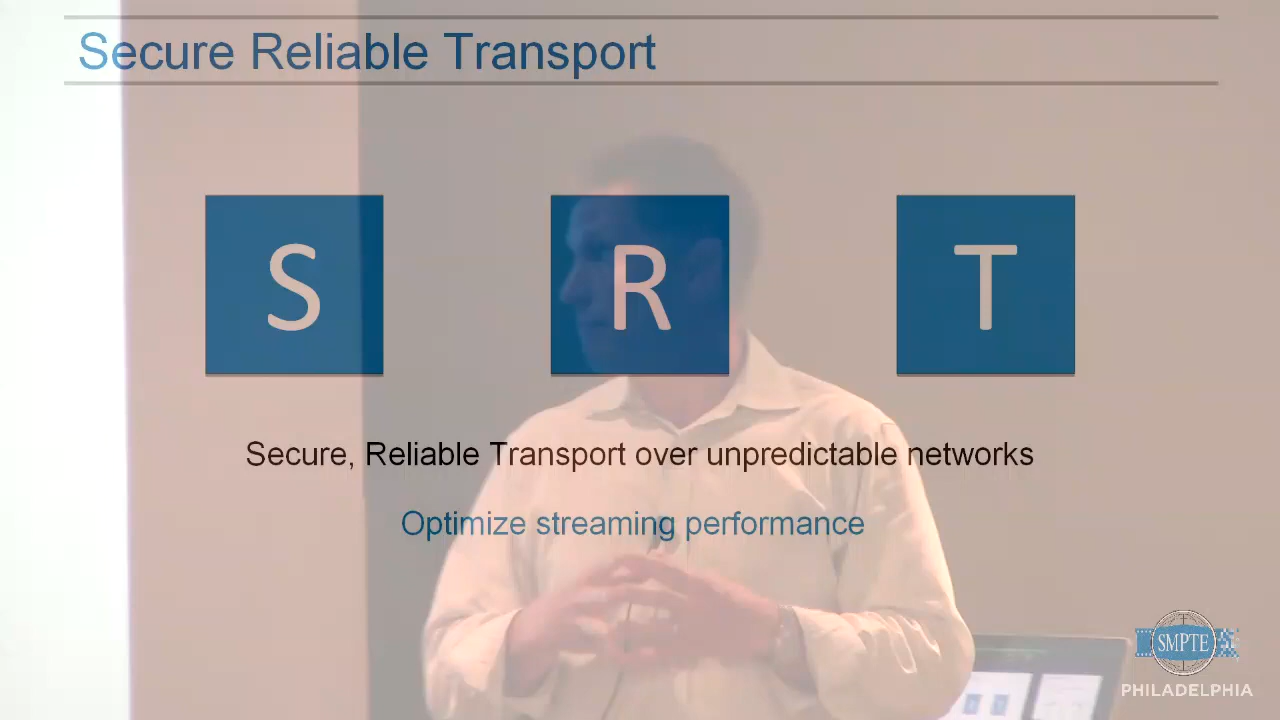 Secure Reliable Transport
S R T
Secure, Reliable Transport over unpredictable networks
Optimize streaming performance
SMPTE
PHILADELPHIA